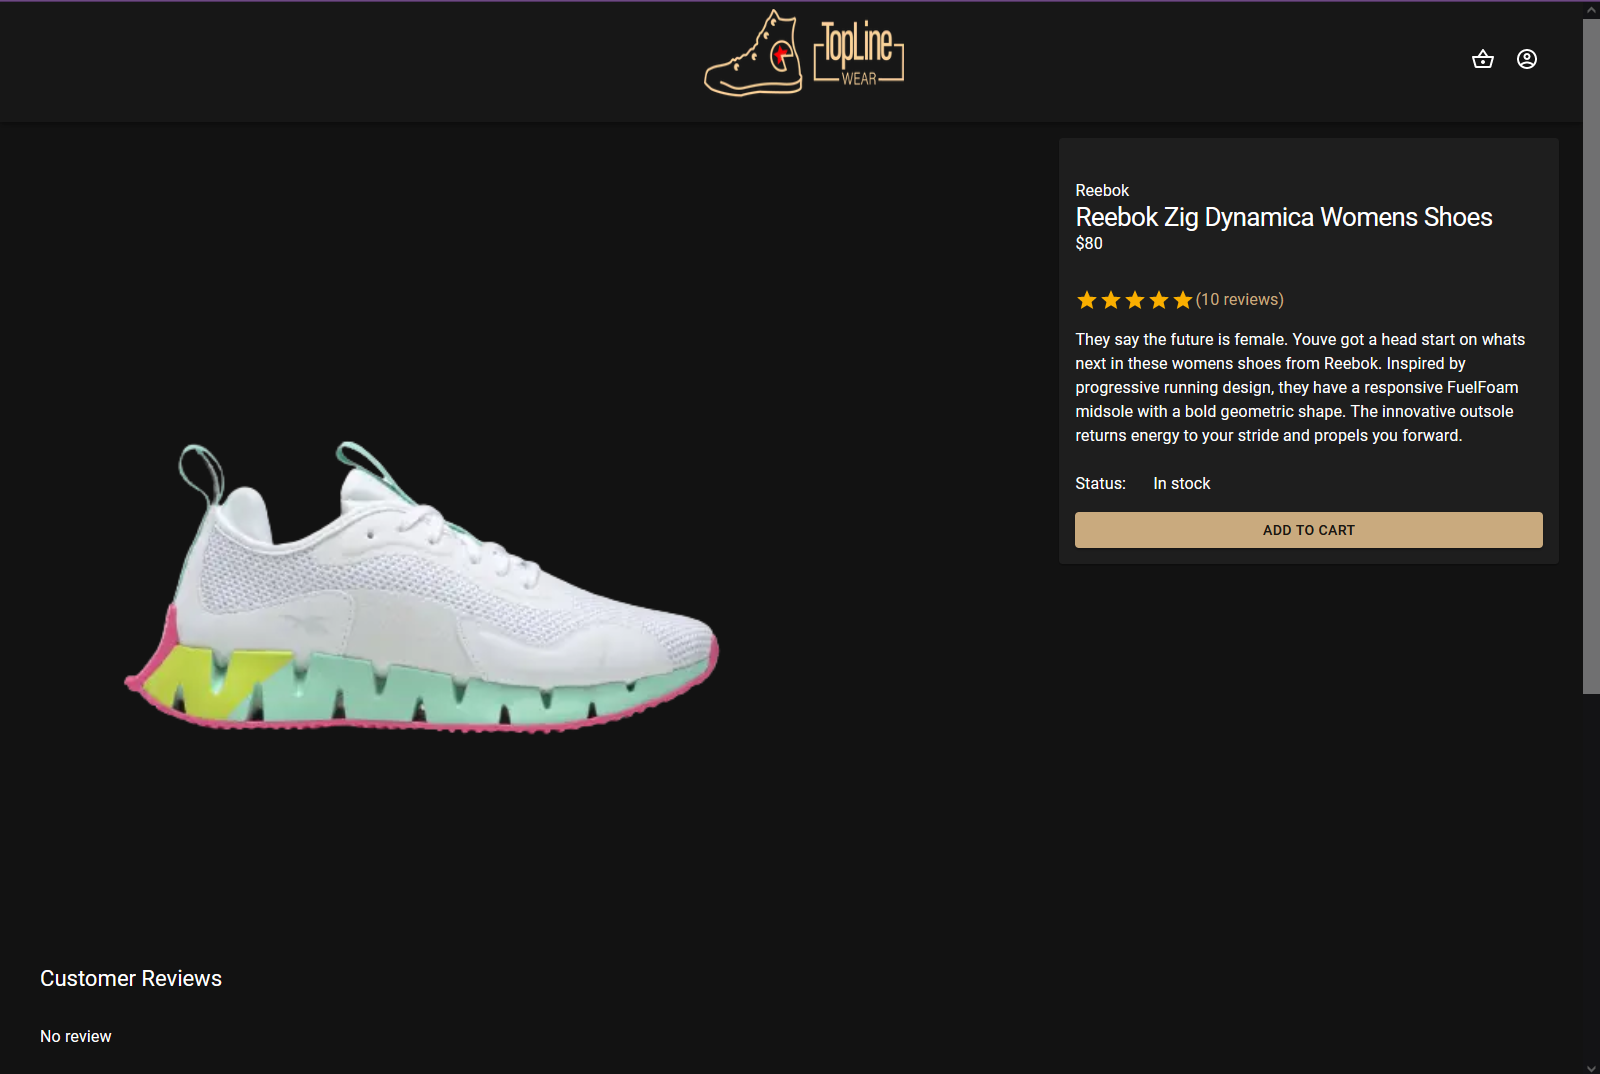 TopLine
WEAR
Reebok
Reebok Zig Dynamica Womens Shoes
$80
(10 reviews)
They say the future is female. Youve got a head start on whats
next in these womens shoes from Reebok. Inspired by
progressive running design, they have a responsive FuelFoam
midsole with a bold geometric shape. The innovative outsole
returns energy to your stride and propels you forward.
Status: In stock
ADD TO CART
Customer Reviews
No review